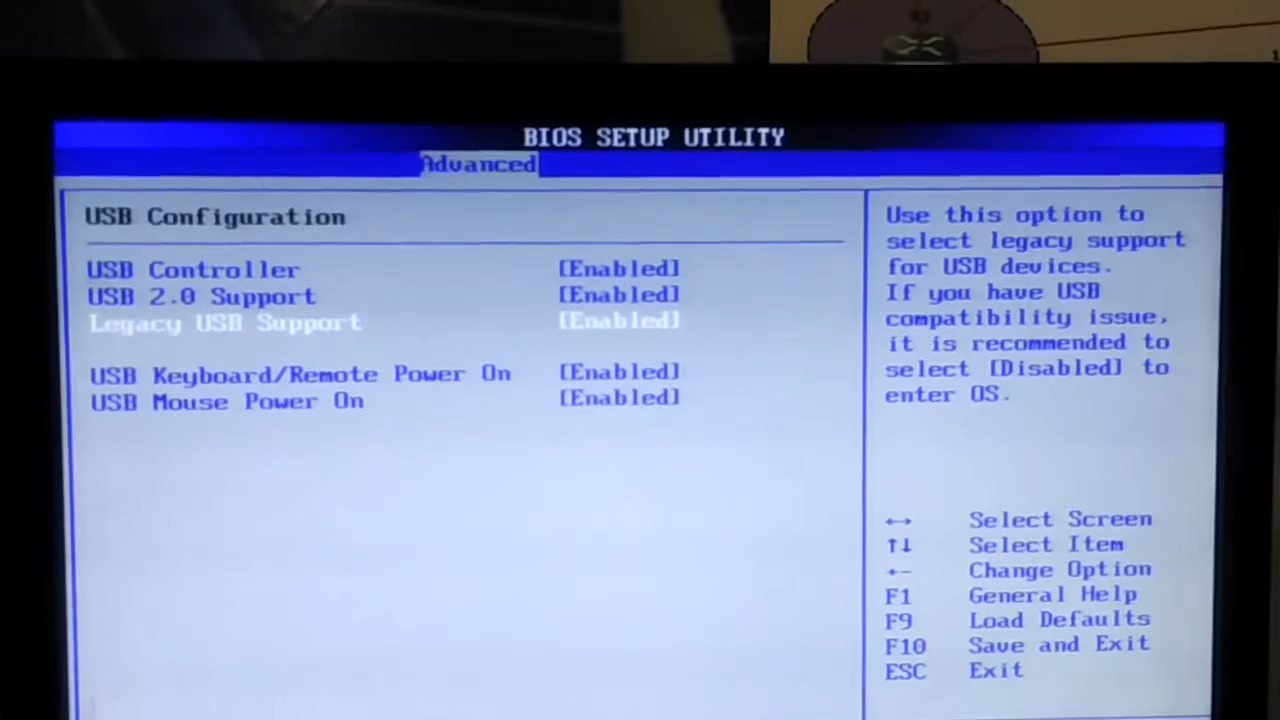 BIOS SETUP UTILITY
Advanced
USB Configuration
USB Controller [Enabled]
USB 2.0 Support [Enabled]
Legacy USB Support [Enabled]
USB Keyboard/Remote Power On [Enabled]
USB Mouse Power On [Enabled]
Use this option to
select legacy support
for USB devices.
If you have USB
compatibility issue,
it is recommended to
select [Disabled] to
enter OS.
←→ Select Screen
↑↓ Select Item
+- Change Option
F1 General Help
F9 Load Defaults
F10 Save and Exit
ESC Exit